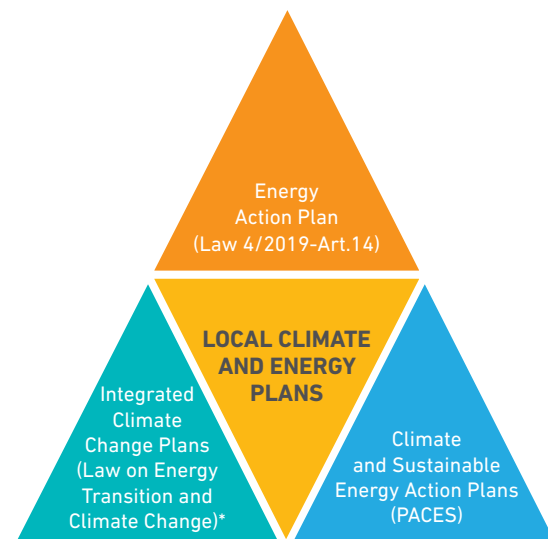 Energy
Action Plan
(Law 4/2019-Art.14)
LOCAL CLIMATE
AND ENERGY
PLANS
Integrated
Climate
Change Plans
(Law on Energy
Transition and
Climate Change)*
Climate
and Sustainable
Energy Action Plans
(PACES)